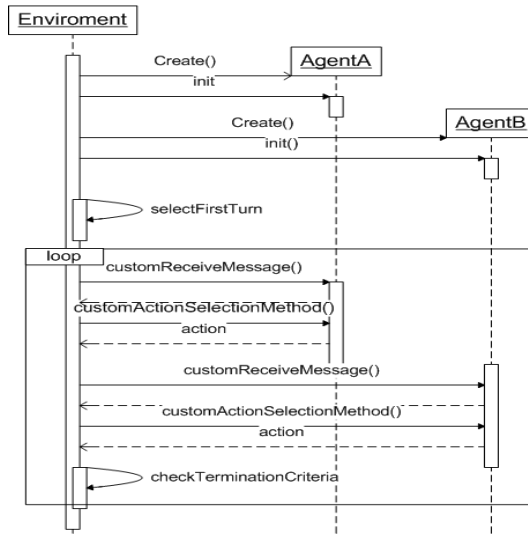 Enviroment
Create()
AgentA
init
Create()
AgentB
init()
selectFirstTurn
loop
customReceiveMessage()
customActionSelectionMethod()
action
customReceiveMessage()
customActionSelectionMethod()
action
checkTerminationCriteria